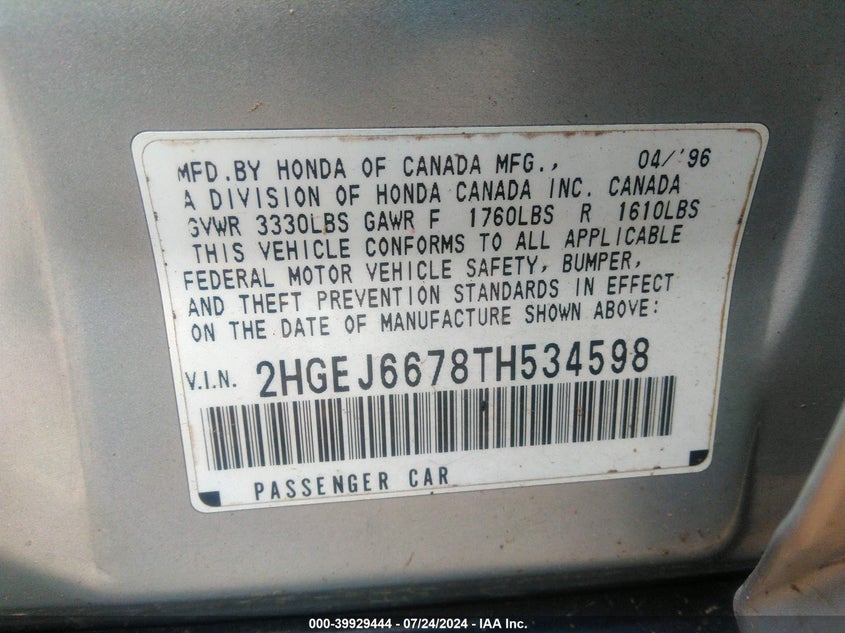 MFD.BY HONDA OF CANADA MFG., 04/'96
A DIVISION OF HONDA CANADA INC. CANADA
GVWR 3330LBS GAWR F 1760LBS R 1610LBS
THIS VEHICLE CONFORMS TO ALL APPLICABLE
FEDERAL MOTOR VEHICLE SAFETY, BUMPER,
AND THEFT PREVENTION STANDARDS IN EFFECT
ON THE DATE OF MANUFACTURE SHOWN ABOVE:
V.I.N. 2HGEJ6678TH534598
PASSENGER CAR
000-39929444 - 07/24/2024 - IAA Inc.